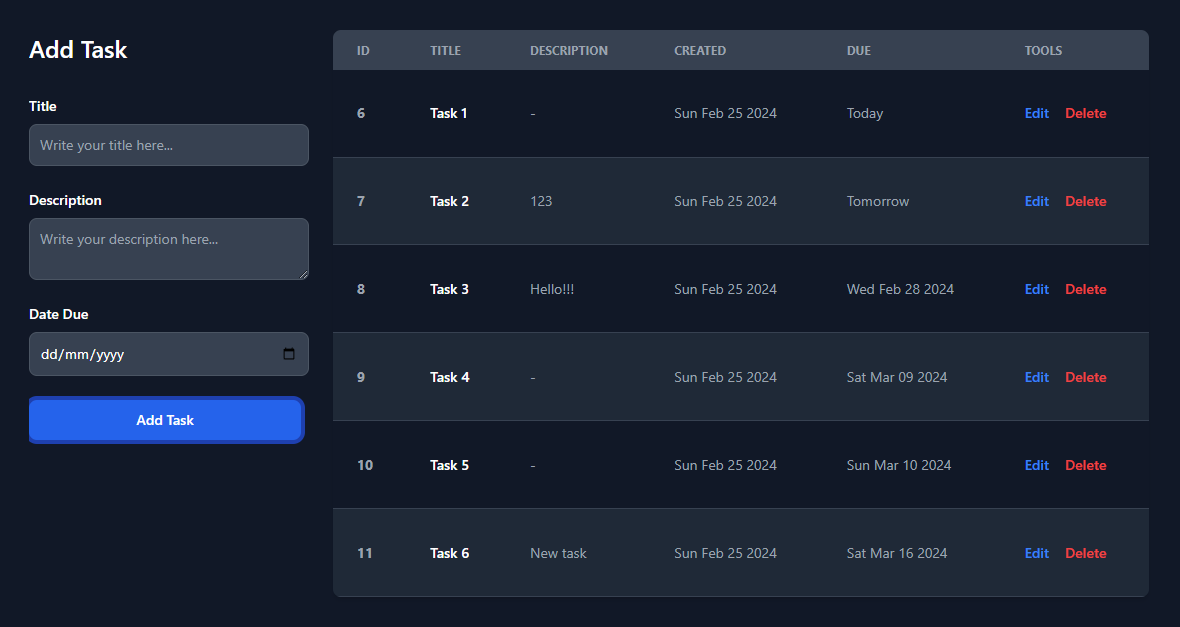 Add Task
Title
Write your title here...
Description
Write your description here...
Date Due
dd/mm/yyyy
Add Task
ID TITLE DESCRIPTION CREATED DUE TOOLS
6 Task 1 - Sun Feb 25 2024 Today Edit Delete
7 Task 2 123 Sun Feb 25 2024 Tomorrow Edit Delete
8 Task 3 Hello!!! Sun Feb 25 2024 Wed Feb 28 2024 Edit Delete
9 Task 4 - Sun Feb 25 2024 Sat Mar 09 2024 Edit Delete
10 Task 5 - Sun Feb 25 2024 Sun Mar 10 2024 Edit Delete
11 Task 6 New task Sun Feb 25 2024 Sat Mar 16 2024 Edit Delete